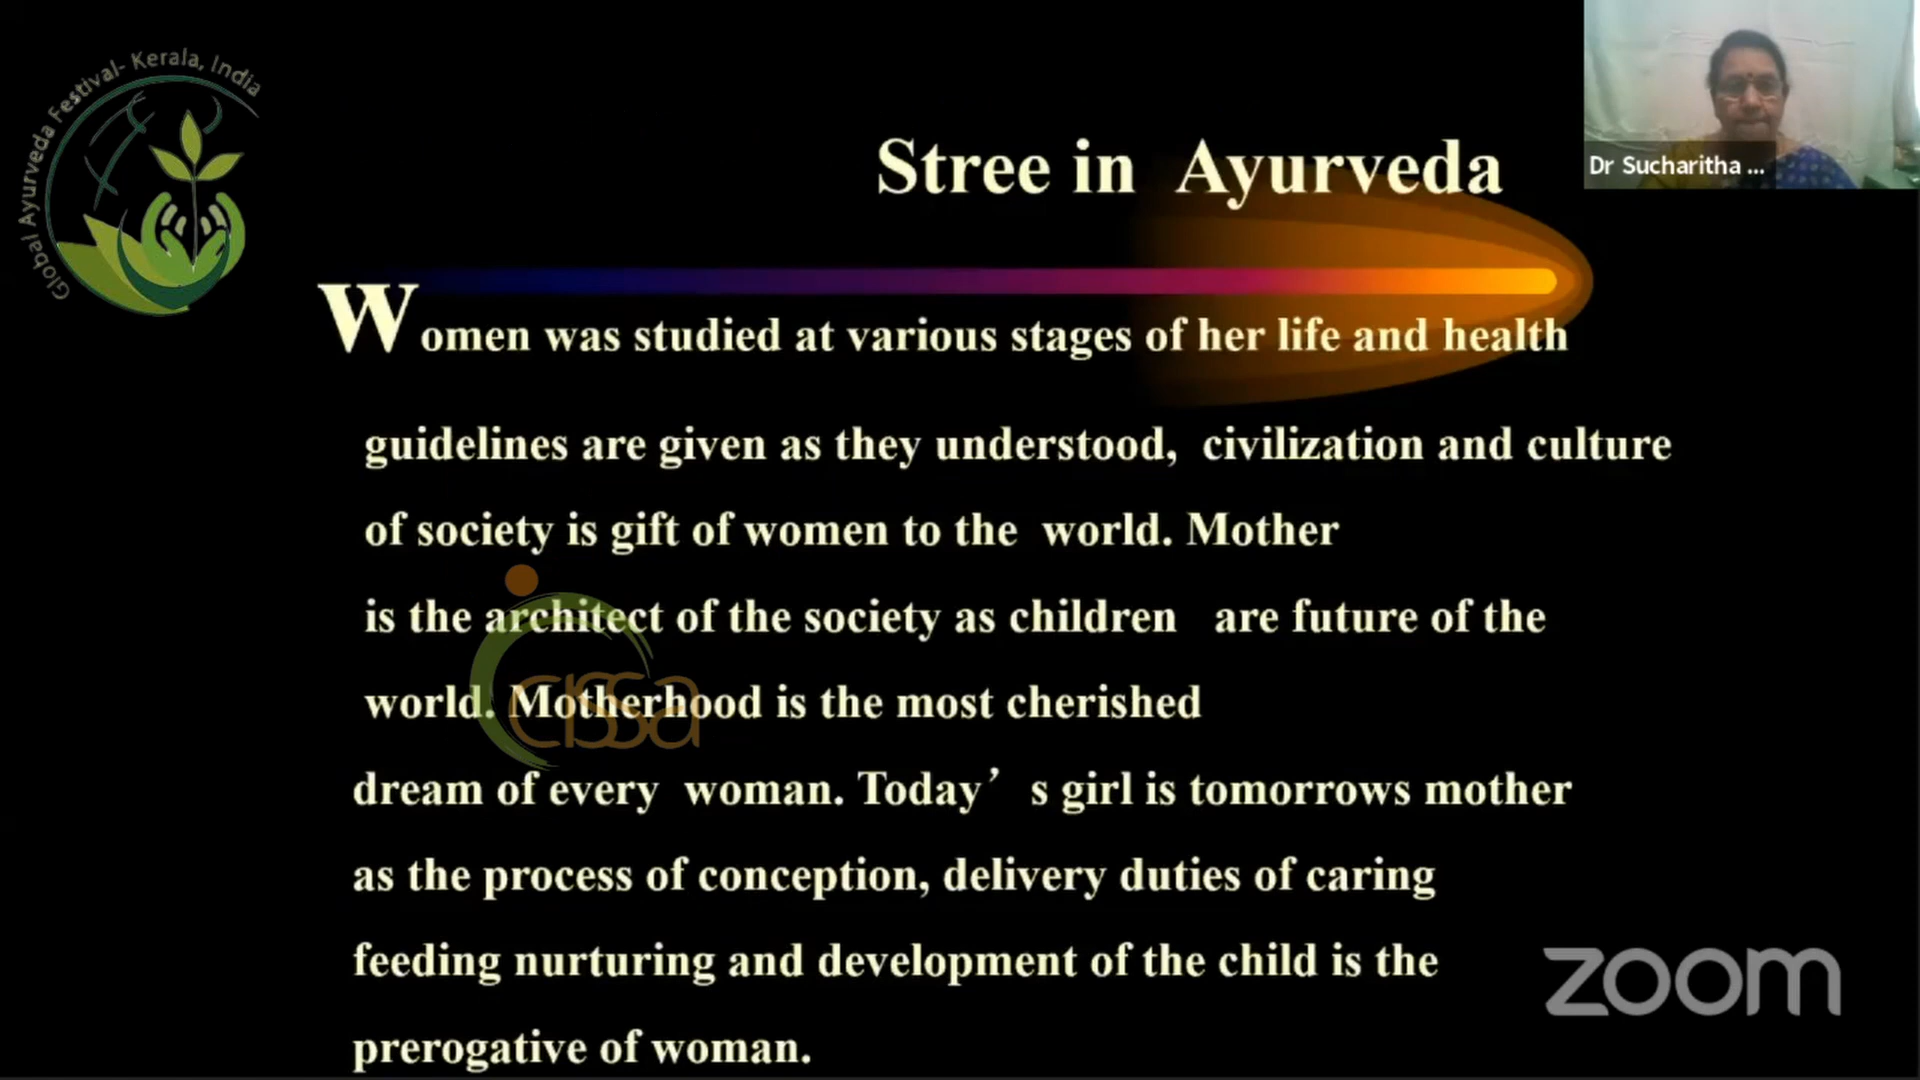 Global Ayurveda Festival- Kerala, India
Dr Sucharitha ...
Stree in Ayurveda
Women was studied at various stages of her life and health
guidelines are given as they understood, civilization and culture
of society is gift of women to the world. Mother
is the architect of the society as children are future of the
world. Motherhood is the most cherished
dream of every woman. Today’s girl is tomorrows mother
as the process of conception, delivery duties of caring
feeding nurturing and development of the child is the
prerogative of woman.
cissa
zoom